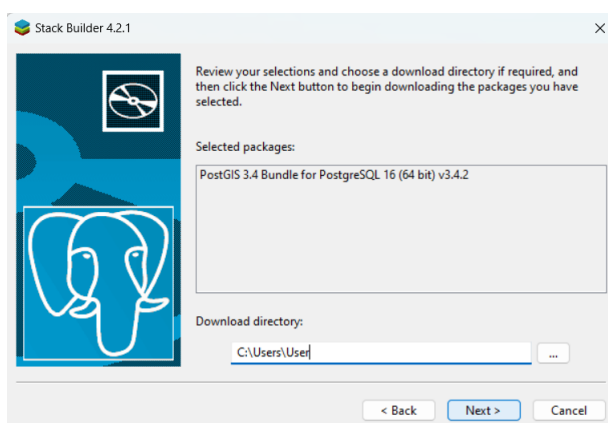 Stack Builder 4.2.1
Review your selections and choose a download directory if required, and
then click the Next button to begin downloading the packages you have
selected.
Selected packages:
PostGIS 3.4 Bundle for PostgreSQL 16 (64 bit) v3.4.2
Download directory:
C:\Users\User
...
< Back
Next >
Cancel